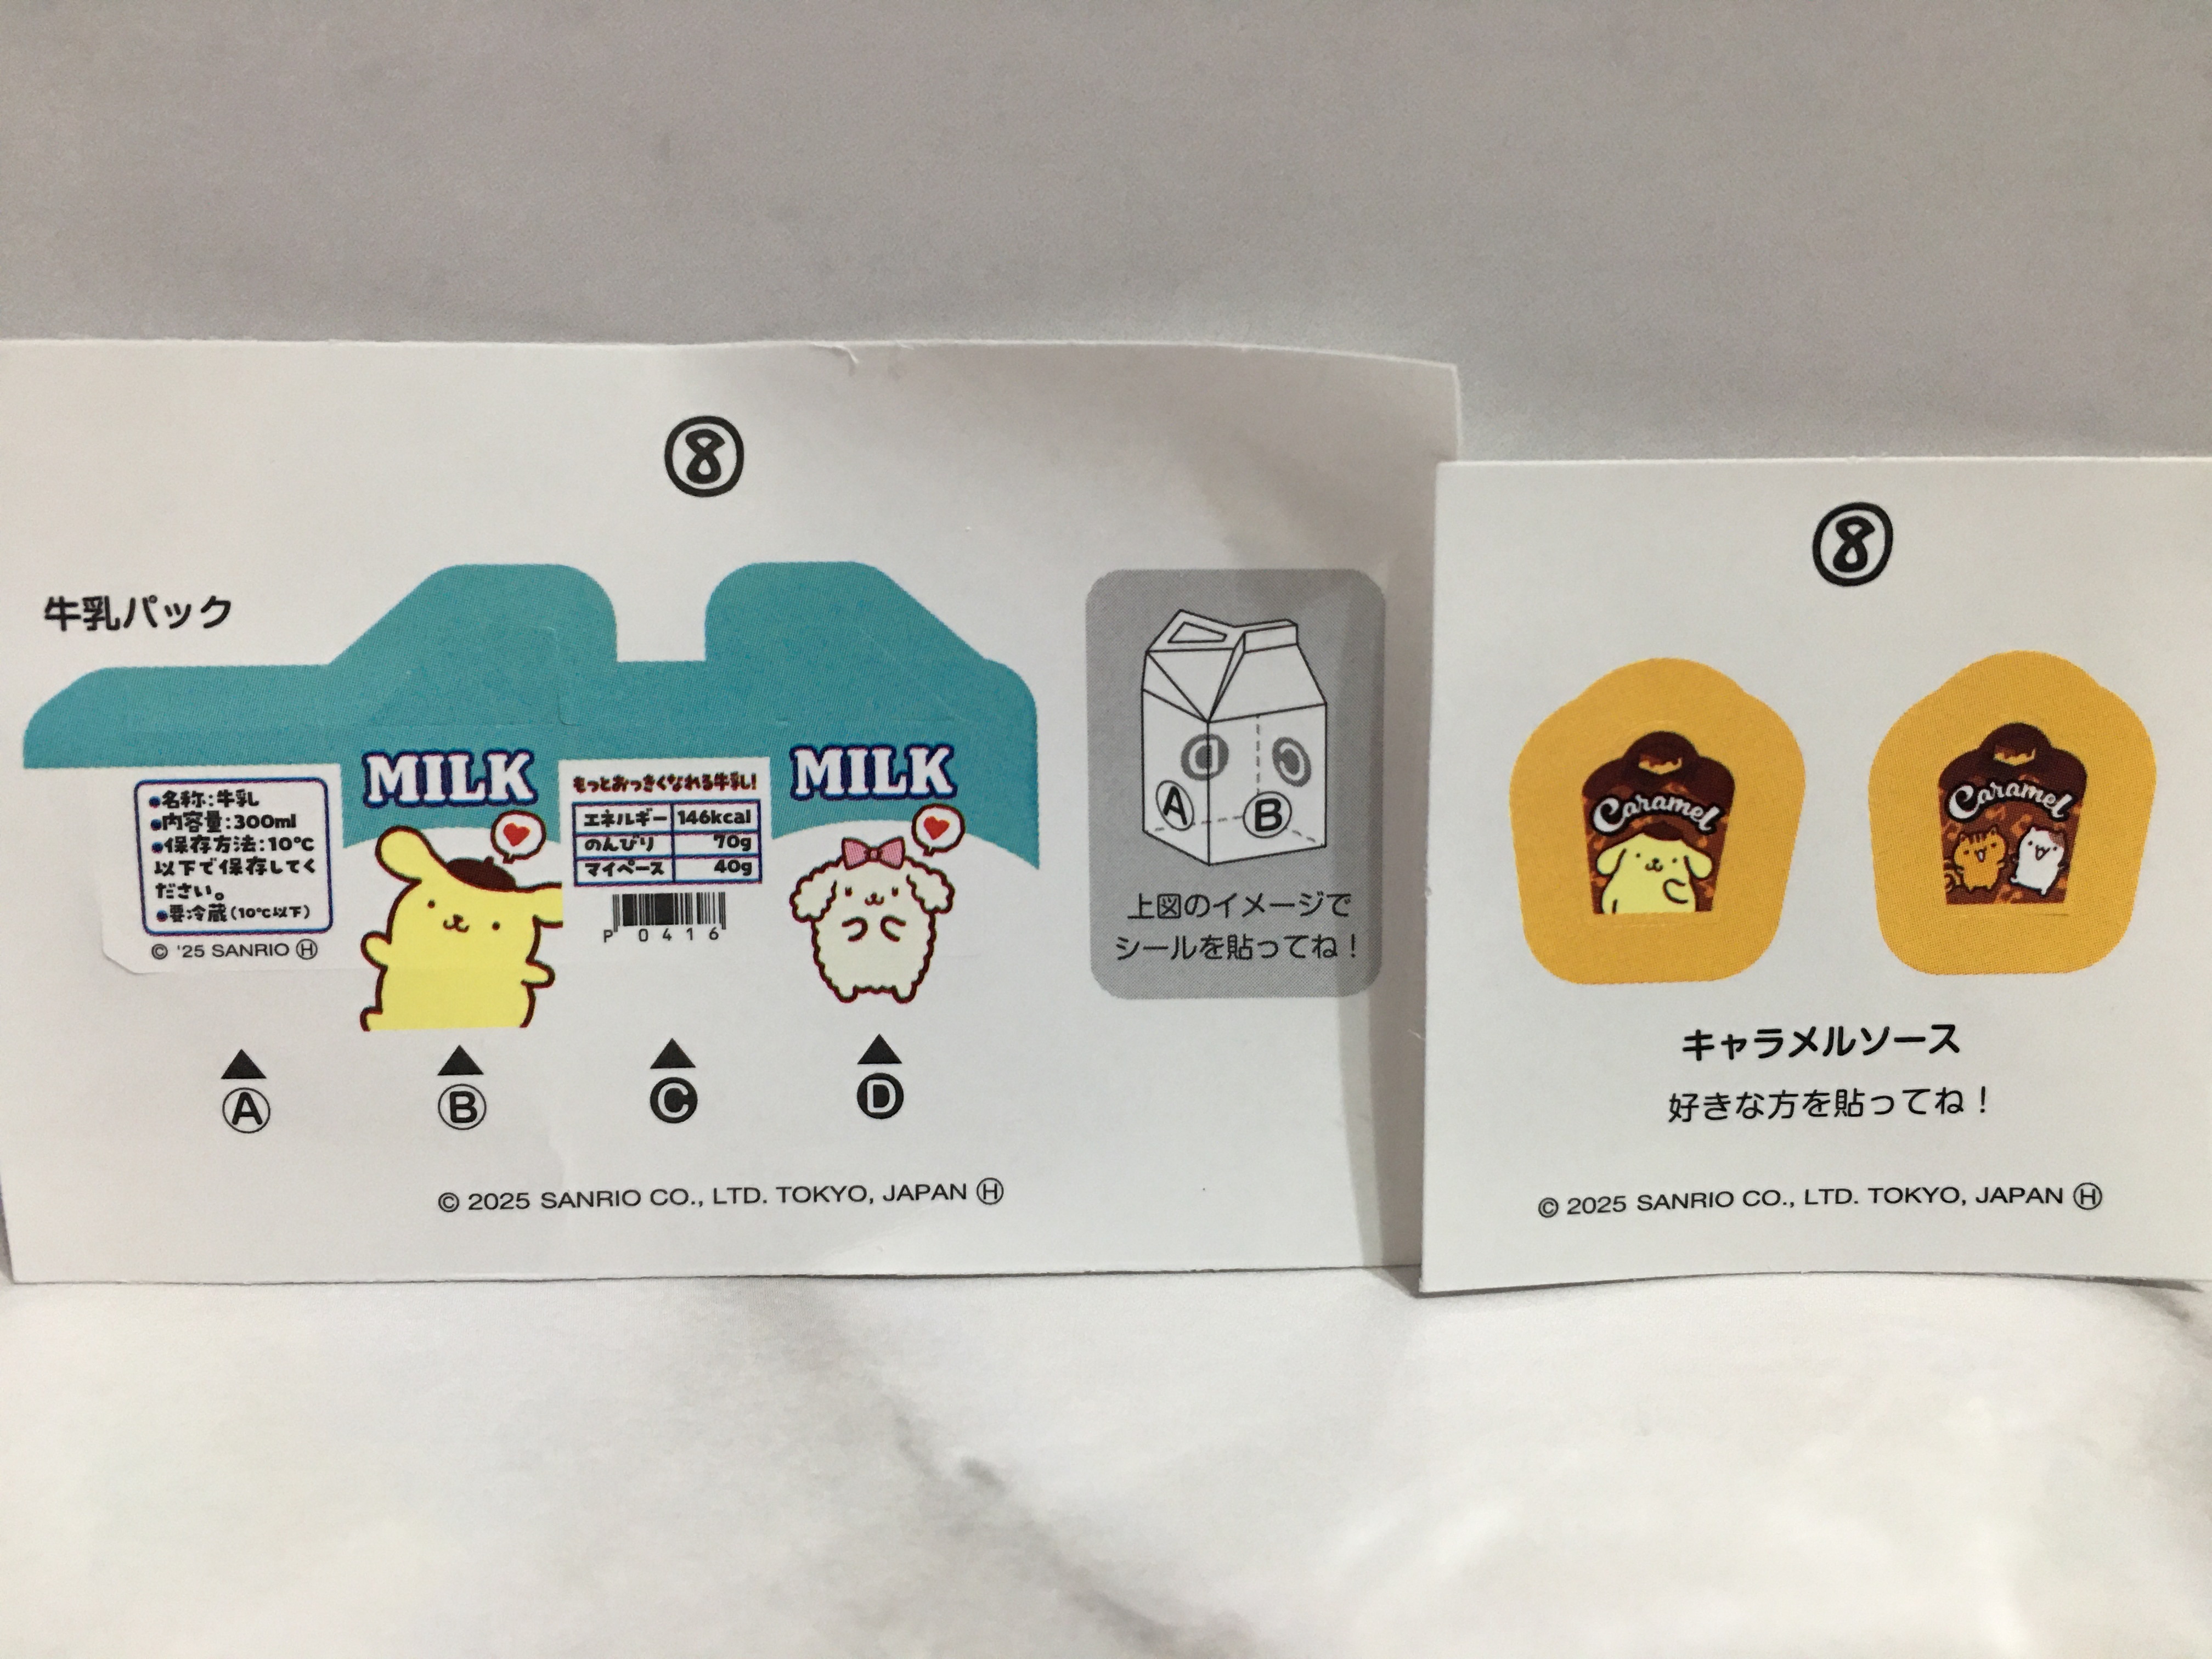 ⑧
牛乳パック
MILK
MILK
●名称:牛乳
●内容量:300ml
●保存方法:10℃
以下で保存してく
ださい。
●要冷蔵(10℃以下)
© '25 SANRIO Ⓗ
もっとおっきくなれる牛乳!
エネルギー 146kcal
のんびり 70g
マイペース 40g
P 0416
A
B
C
D
D
C
A
B
上図のイメージで
シールを貼ってね!
© 2025 SANRIO CO., LTD. TOKYO, JAPAN Ⓗ
⑧
Caramel
Caramel
キャラメルソース
好きな方を貼ってね!
© 2025 SANRIO CO., LTD. TOKYO, JAPAN Ⓗ